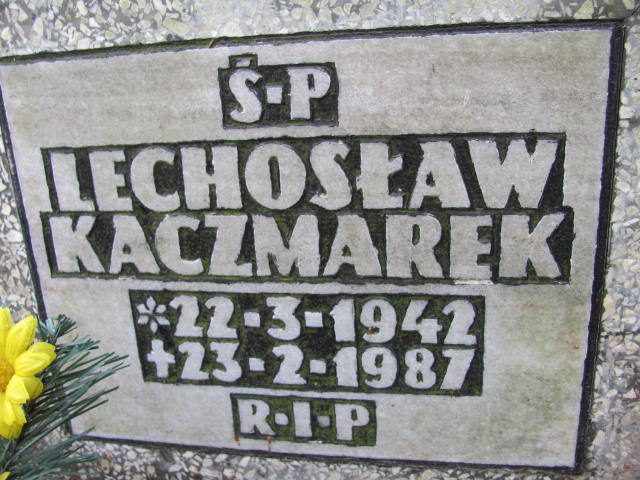 Ś-P
LECHOSŁAW
KACZMAREK
*22-3-1942
✝23-2-1987
R-I-P